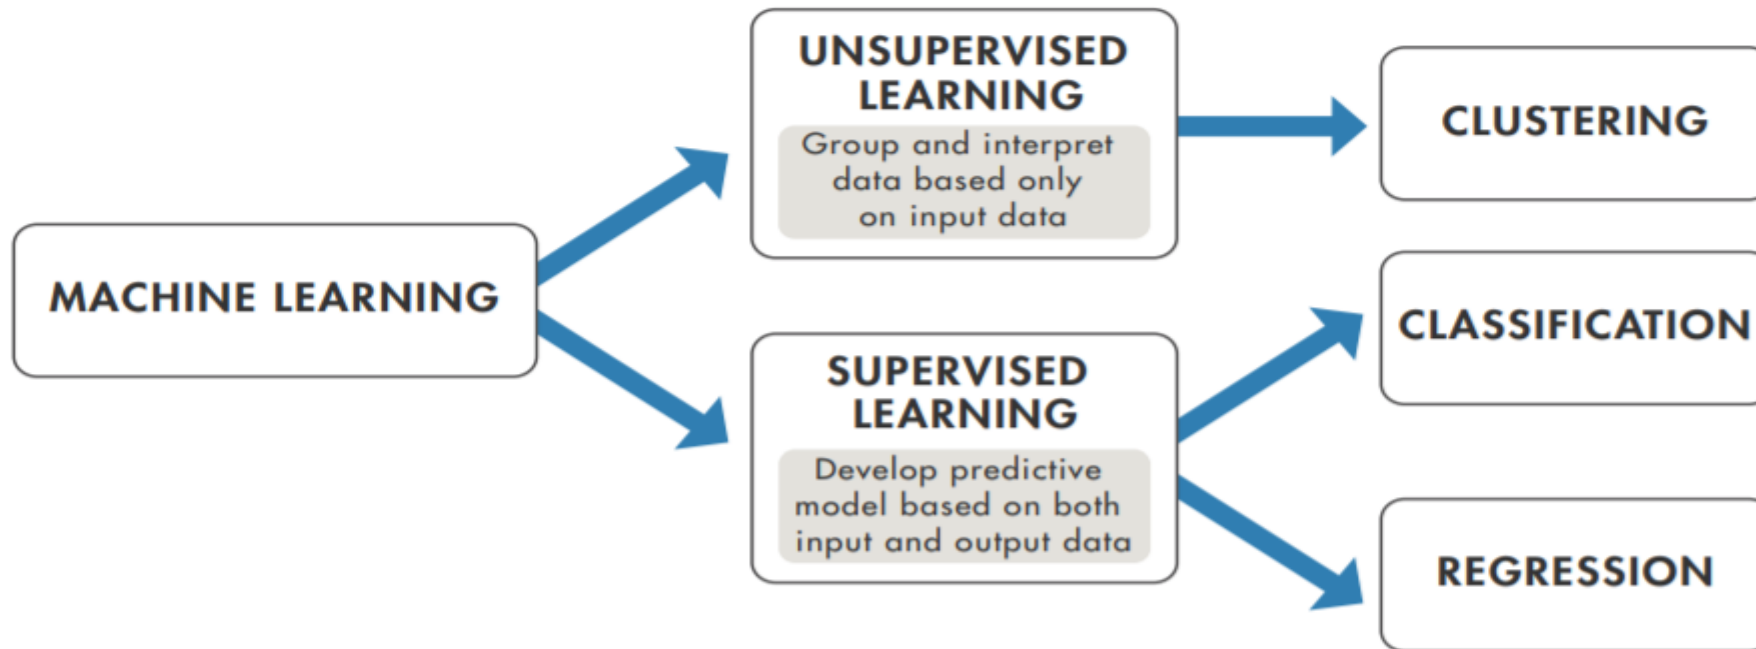 MACHINE LEARNING
UNSUPERVISED
LEARNING
Group and interpret
data based only
on input data
SUPERVISED
LEARNING
Develop predictive
model based on both
input and output data
CLUSTERING
CLASSIFICATION
REGRESSION